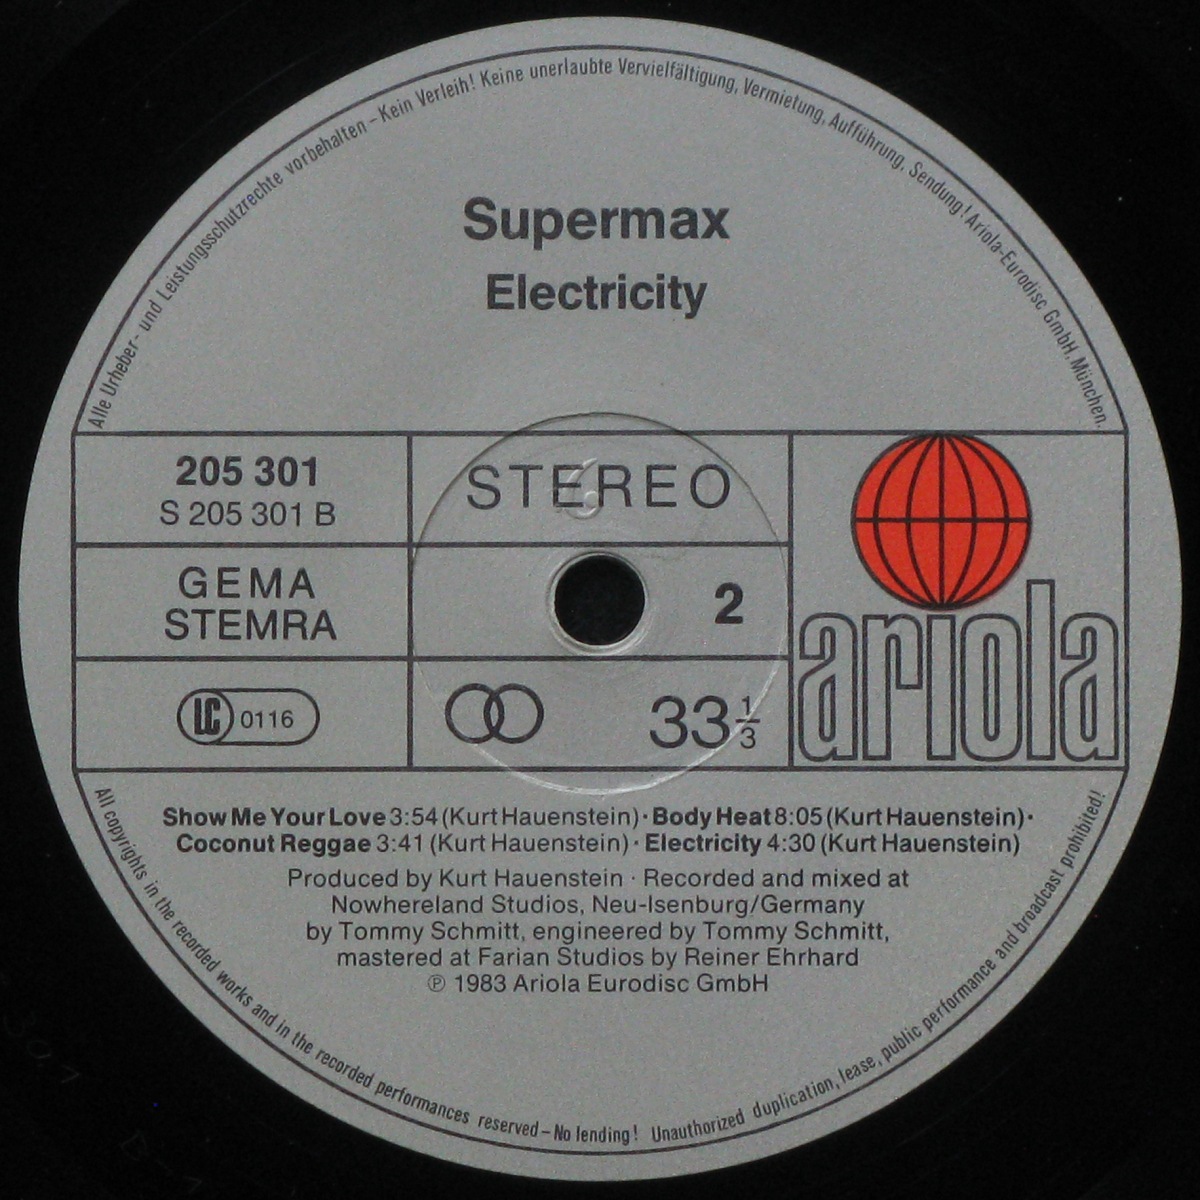 Alle Urheber- und Leistungsschutzrechte vorbehalten – Kein Verleih! Keine unerlaubte Vervielfältigung, Vermietung, Aufführung, Sendung! Ariola-Eurodisc GmbH, München.
Supermax
Electricity
205 301
S 205 301 B
STEREO
GEMA
STEMRA
2
LC 0116
33 1/3
ariola
Show Me Your Love 3:54 (Kurt Hauenstein) · Body Heat 8:05 (Kurt Hauenstein) ·
Coconut Reggae 3:41 (Kurt Hauenstein) · Electricity 4:30 (Kurt Hauenstein)
Produced by Kurt Hauenstein · Recorded and mixed at
Nowhereland Studios, Neu-Isenburg/Germany
by Tommy Schmitt, engineered by Tommy Schmitt,
mastered at Farian Studios by Reiner Ehrhard
℗ 1983 Ariola Eurodisc GmbH
All copyrights in the recorded works and in the recorded performances reserved – No lending! Unauthorized duplication, lease, public performance and broadcast prohibited!